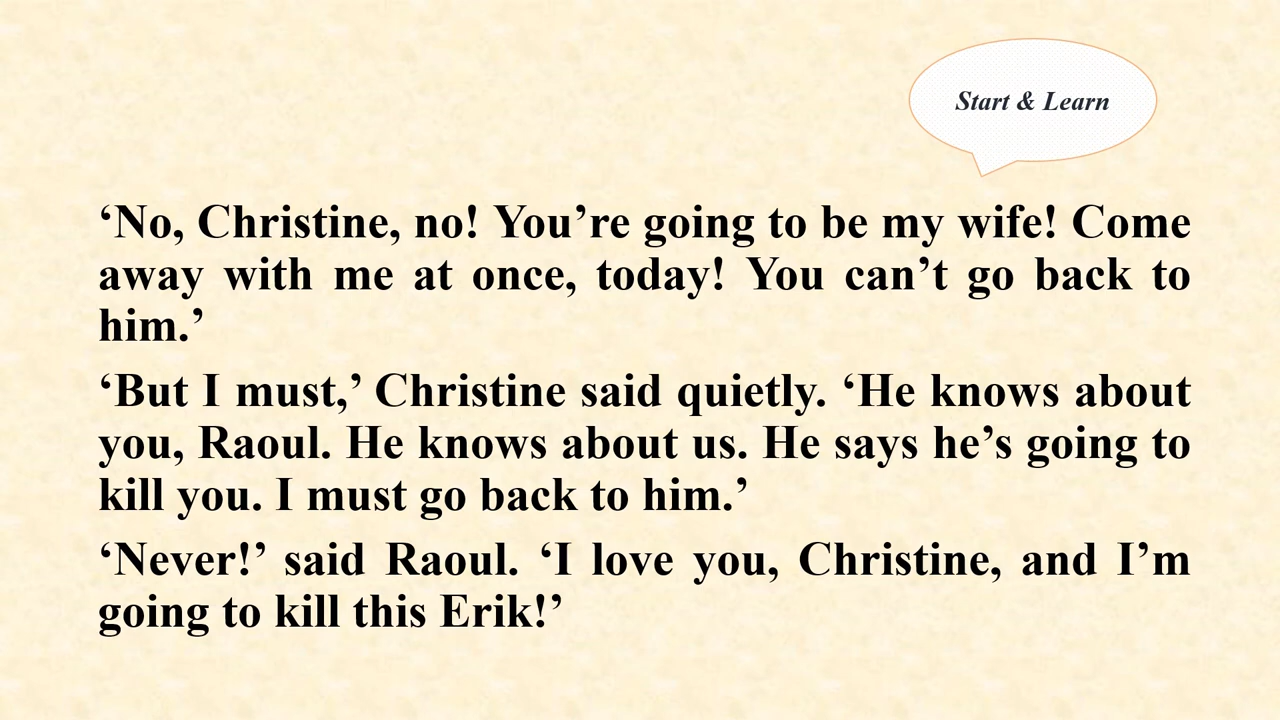 Start & Learn
‘No, Christine, no! You’re going to be my wife! Come
away with me at once, today! You can’t go back to
him.’
‘But I must,’ Christine said quietly. ‘He knows about
you, Raoul. He knows about us. He says he’s going to
kill you. I must go back to him.’
‘Never!’ said Raoul. ‘I love you, Christine, and I’m
going to kill this Erik!’